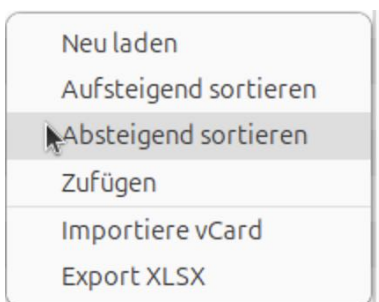 Neu laden
Aufsteigend sortieren
Absteigend sortieren
Zufügen
Importiere vCard
Export XLSX